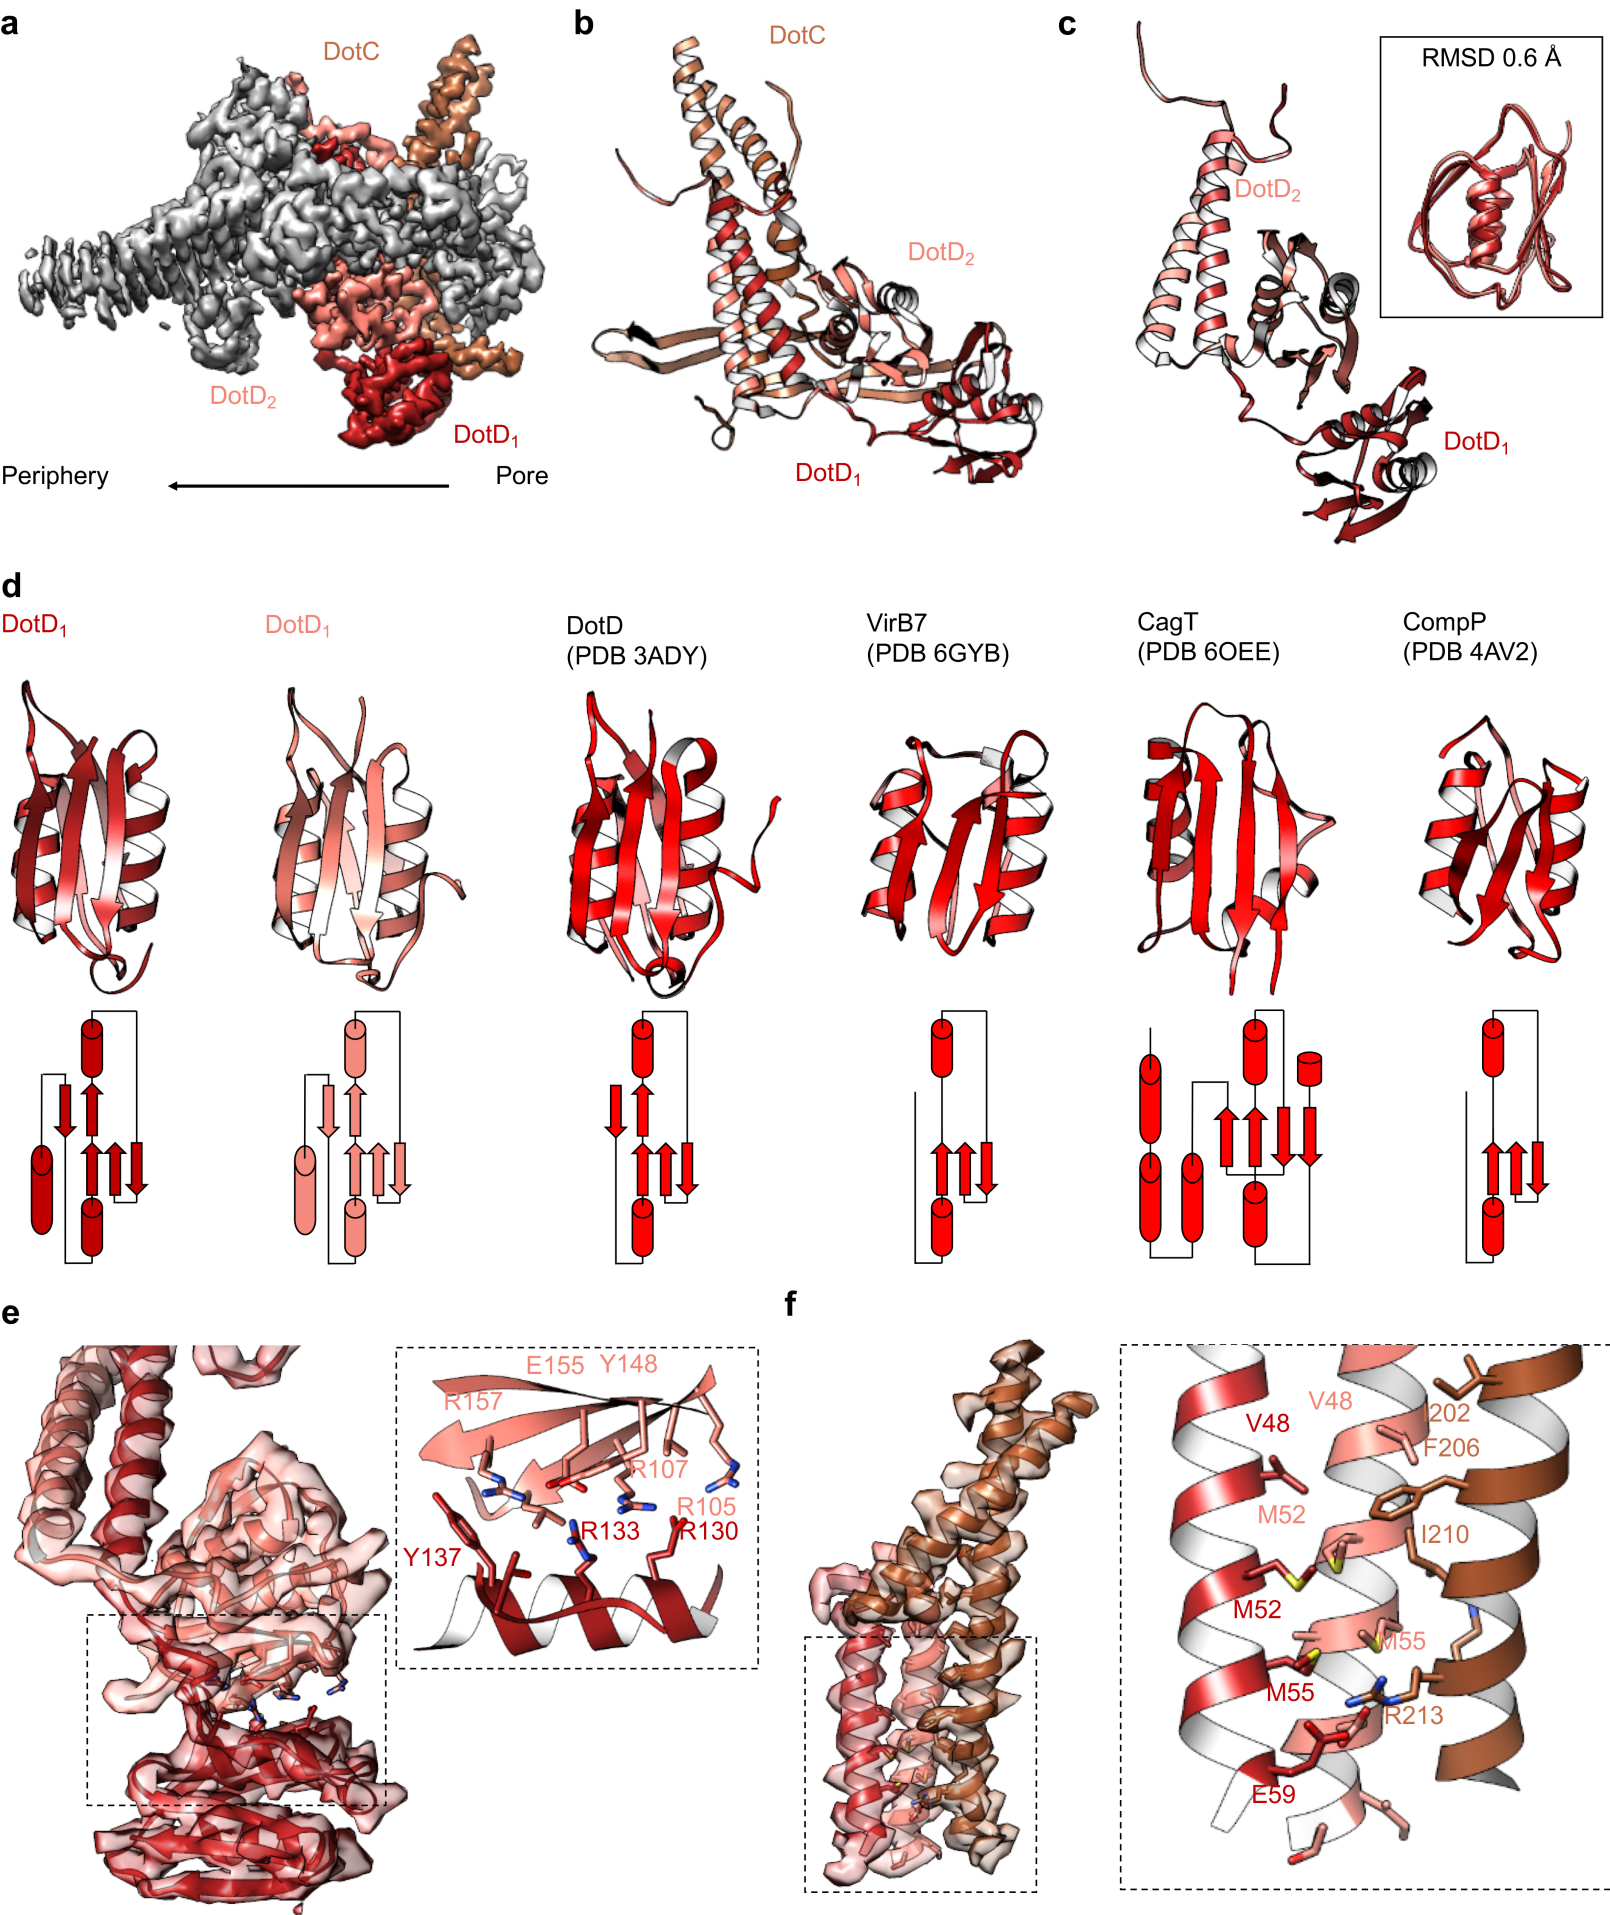 a
DotC
DotD2
DotD1
Periphery
Pore
b
DotC
DotD2
DotD1
c
RMSD 0.6 Å
DotD2
DotD1
d
DotD1
DotD1
DotD
(PDB 3ADY)
VirB7
(PDB 6GYB)
CagT
(PDB 6OEE)
CompP
(PDB 4AV2)
e
E155 Y148
R157
R107
R105
R133
R130
Y137
f
V48
I202
V48
F206
M52
I210
M52
M55
M55
R213
E59